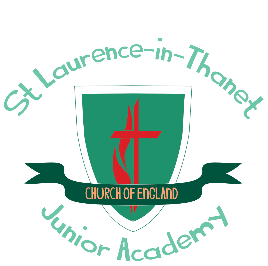 St Laurence-in-Thanet
CHURCH OF ENGLAND
Junior Academy